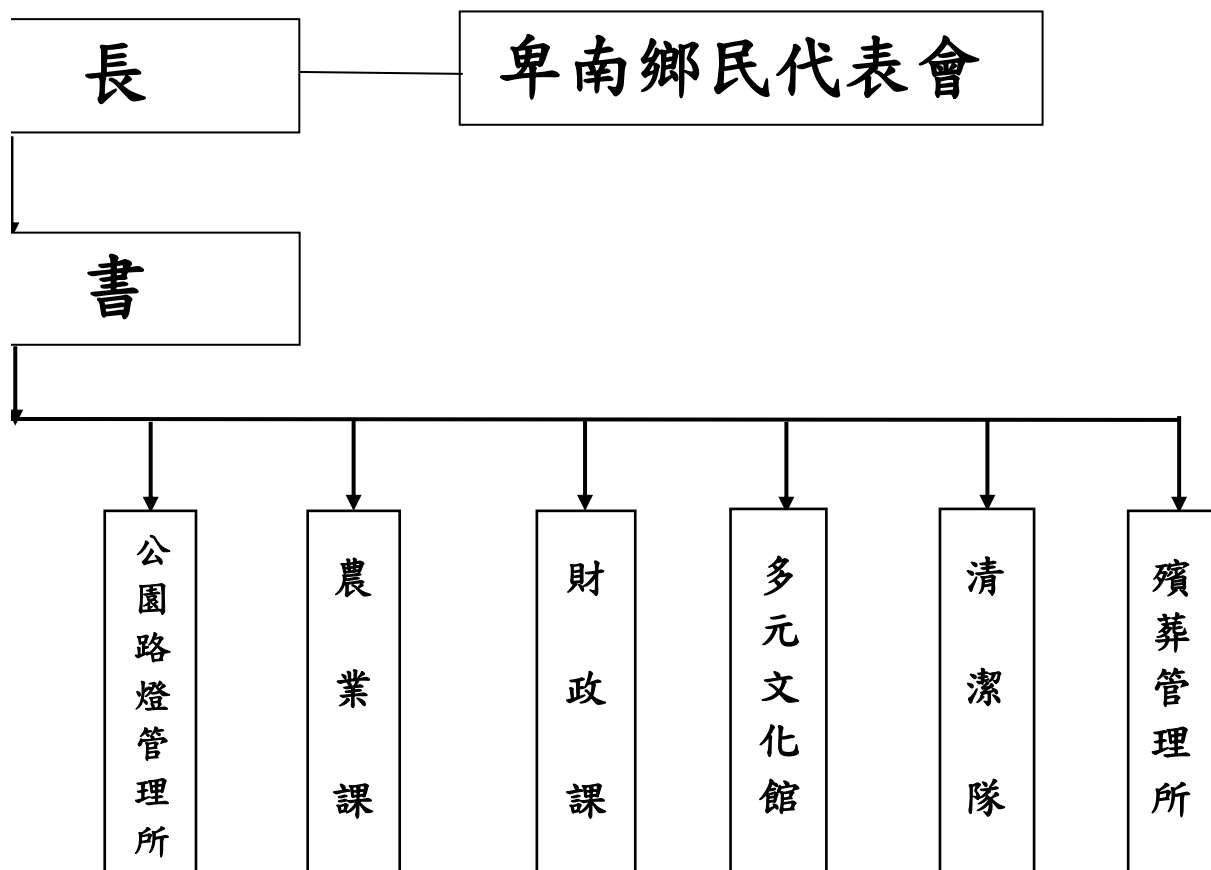 長
卑南鄉民代表會
書
公園路燈管理所
農業課
財政課
多元文化館
清潔隊
殯葬管理所